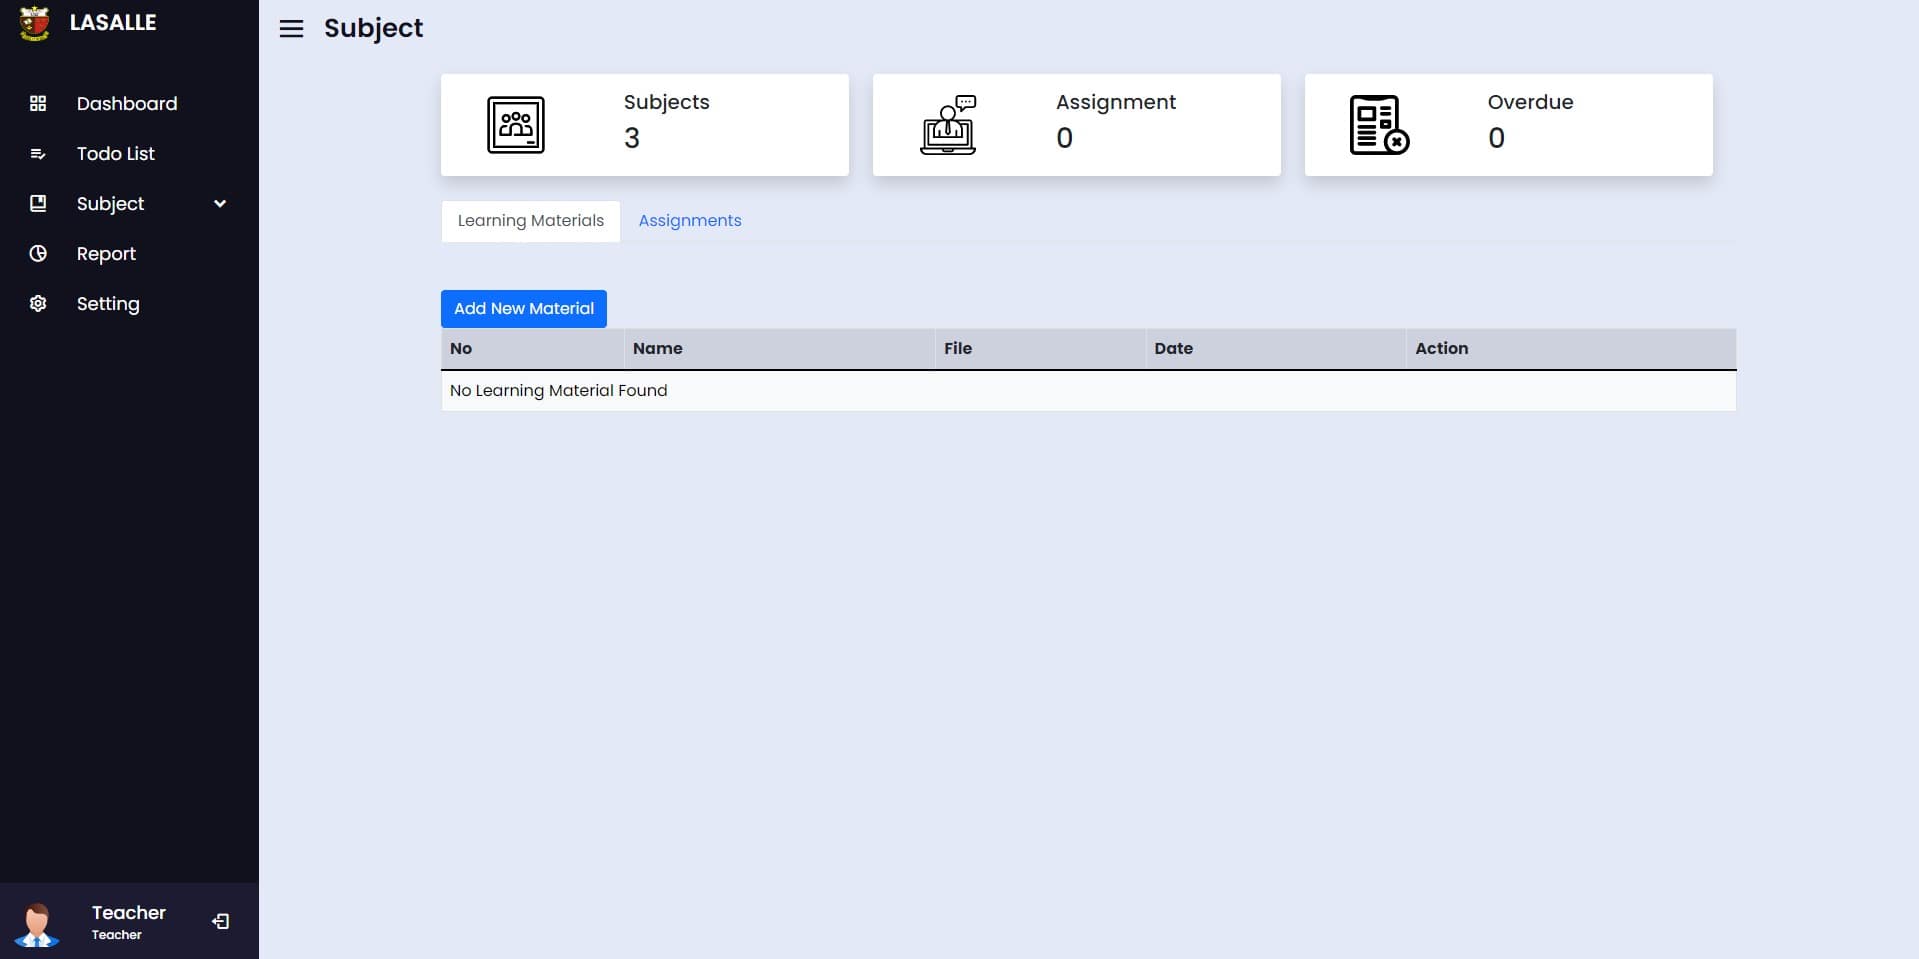 LASALLE
Dashboard
Todo List
Subject
Report
Setting
Teacher
Teacher
Subject
Subjects
3
Assignment
0
Overdue
0
Learning Materials Assignments
Add New Material
No Name File Date Action
No Learning Material Found